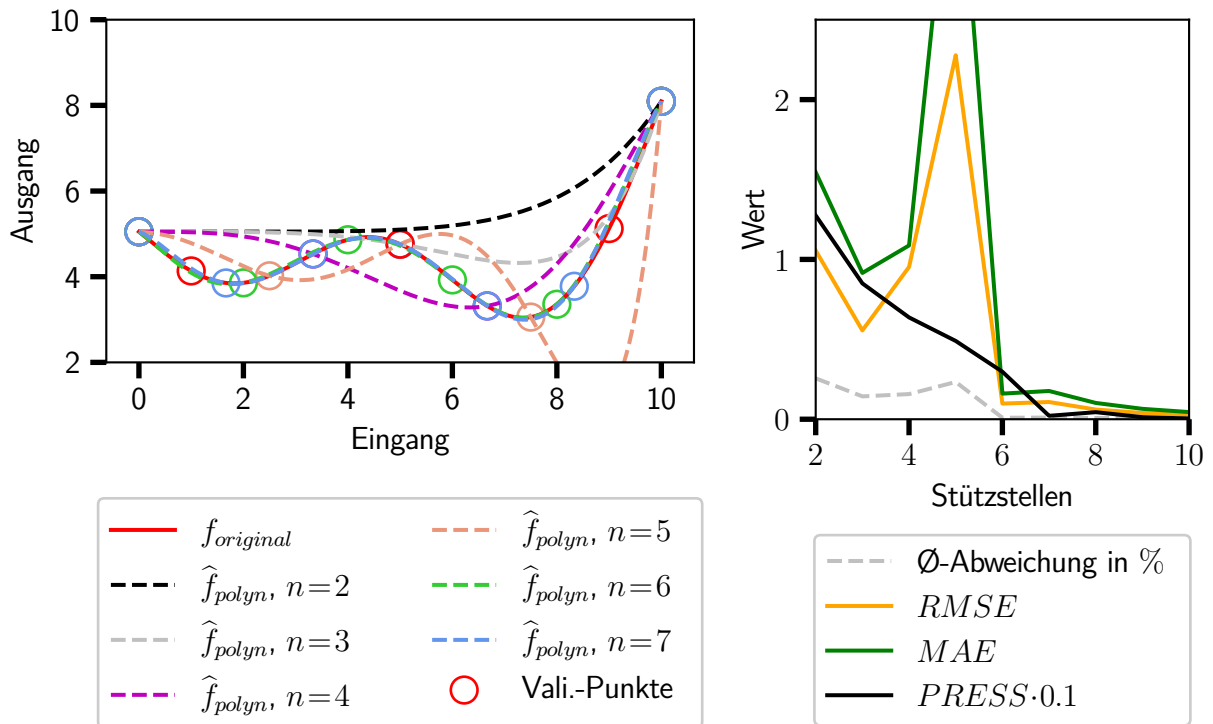 10
8
6
4
2
Ausgang
0 2 4 6 8 10
Eingang
2
1
0
Wert
2 4 6 8 10
Stützstellen
f_original
f̂_polyn, n=2
f̂_polyn, n=3
f̂_polyn, n=4
f̂_polyn, n=5
f̂_polyn, n=6
f̂_polyn, n=7
Vali.-Punkte
Ø-Abweichung in %
RMSE
MAE
PRESS·0.1